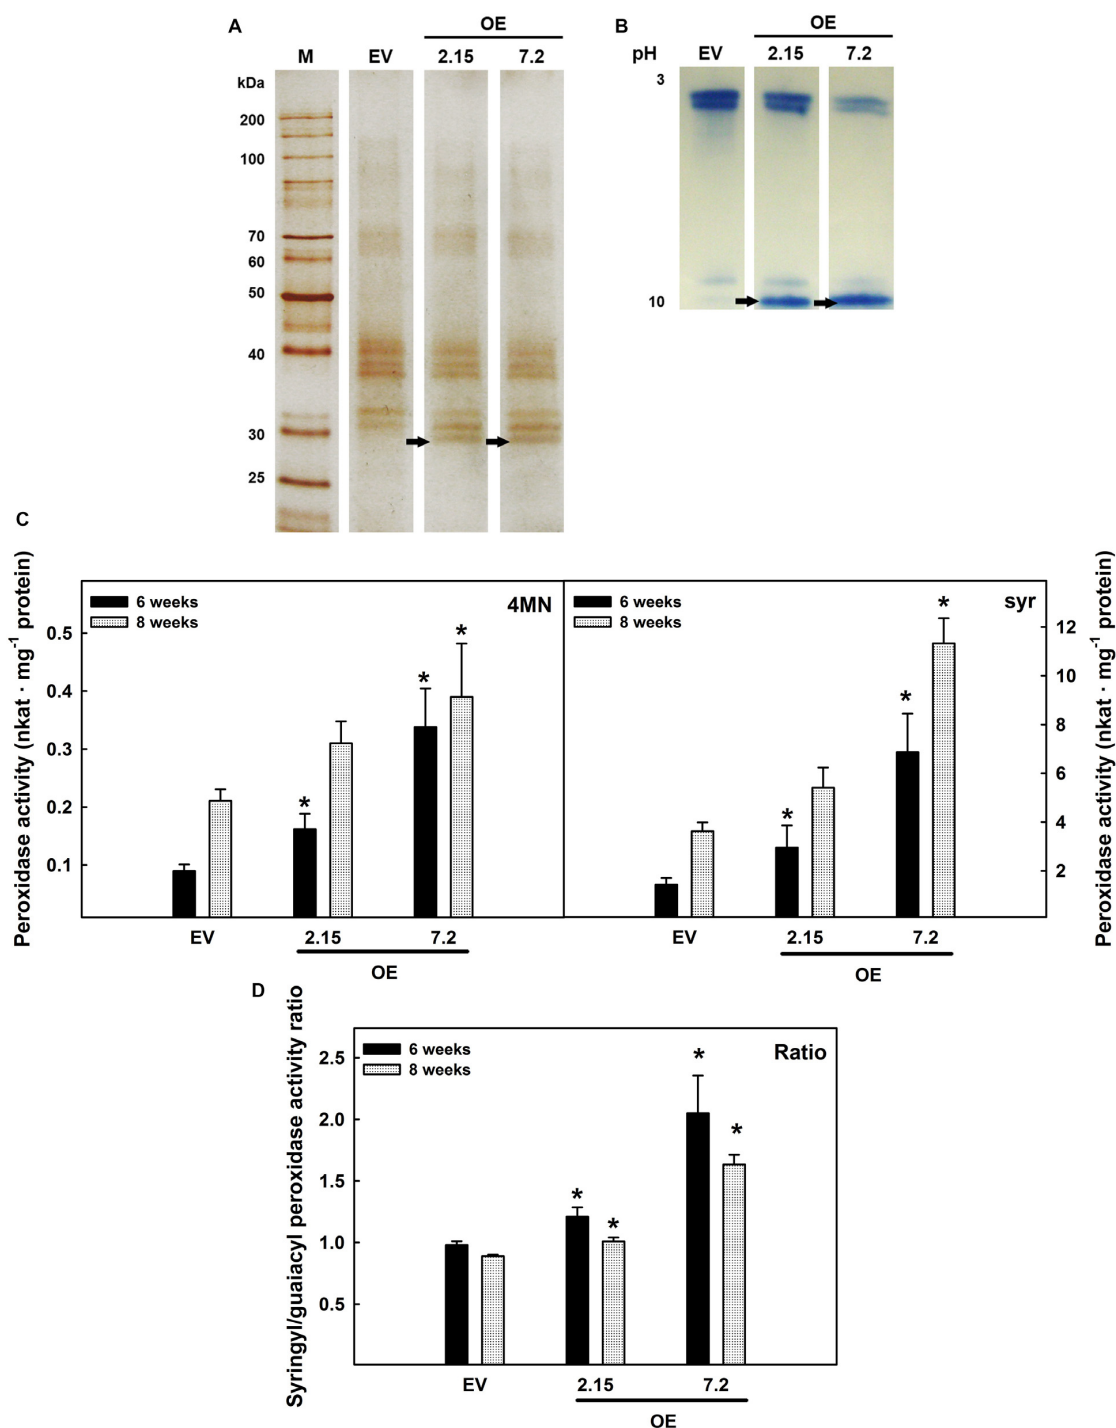 A
OE
M EV 2.15 7.2
kDa
200
100
70
60
50
40
30
25
B
OE
pH EV 2.15 7.2
3
10
C
Peroxidase activity (nkat · mg-1 protein)
6 weeks
8 weeks
4MN
0.5
0.4
0.3
0.2
0.1
*
*
*
EV 2.15 7.2
OE
6 weeks
8 weeks
syr
12
10
8
6
4
2
*
*
*
EV 2.15 7.2
OE
Peroxidase activity (nkat · mg-1 protein)
D
Syringyl/guaiacyl peroxidase activity ratio
6 weeks
8 weeks
Ratio
2.5
2.0
1.5
1.0
0.5
*
*
*
*
EV 2.15 7.2
OE